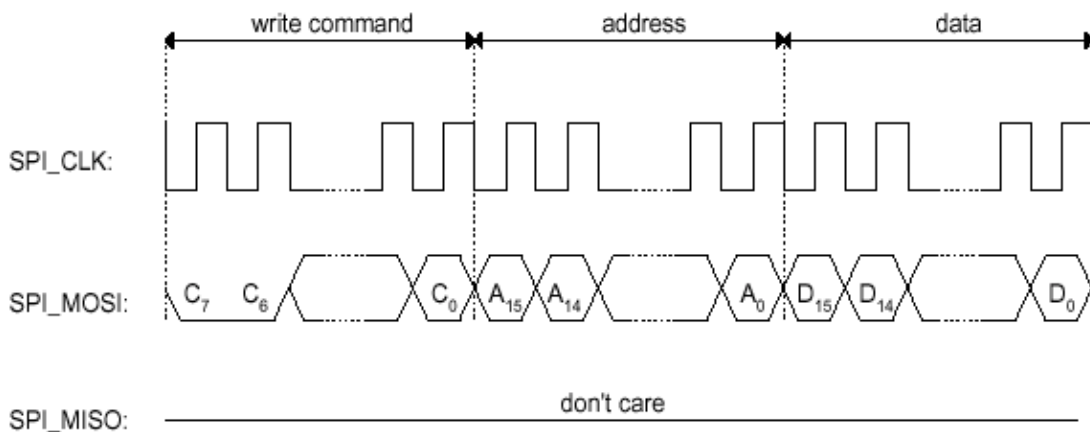 write command address data
SPI_CLK:
SPI_MOSI: C₇ C₆ C₀ A₁₅ A₁₄ A₀ D₁₅ D₁₄ D₀
don't care
SPI_MISO: